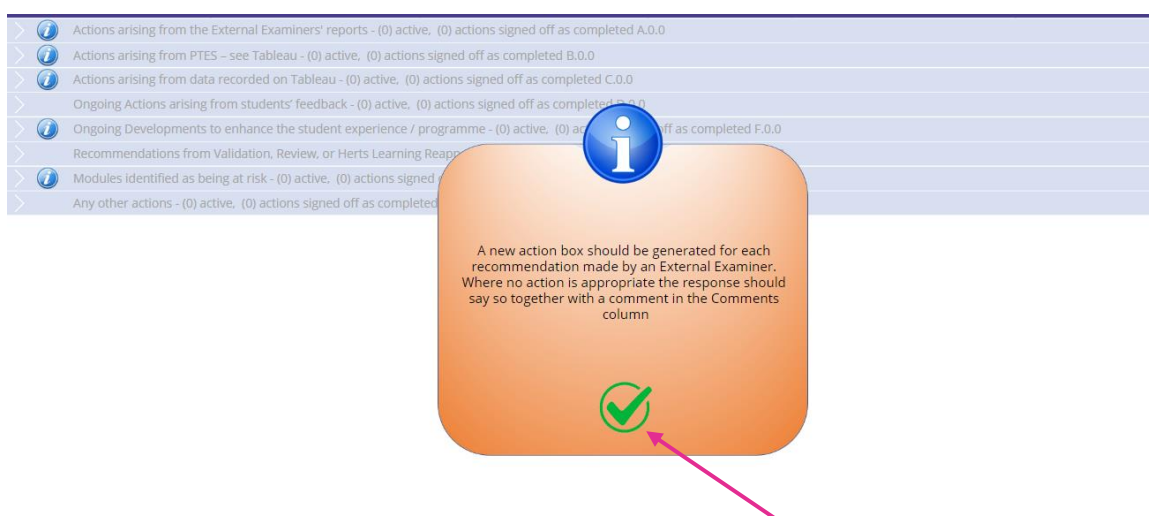 Actions arising from the External Examiners' reports - (0) active, (0) actions signed off as completed A.0.0
Actions arising from PTES – see Tableau - (0) active, (0) actions signed off as completed B.0.0
Actions arising from data recorded on Tableau - (0) active, (0) actions signed off as completed C.0.0
Ongoing Actions arising from students' feedback - (0) active, (0) actions signed off as completed D.0.0
Ongoing Developments to enhance the student experience / programme - (0) active, (0) off as completed F.0.0
Recommendations from Validation, Review, or Herts Learning
Modules identified as being at risk - (0) active, (0) actions signed
Any other actions - (0) active, (0) actions signed off as completed
i
A new action box should be generated for each
recommendation made by an External Examiner.
Where no action is appropriate the response should
say so together with a comment in the Comments
column